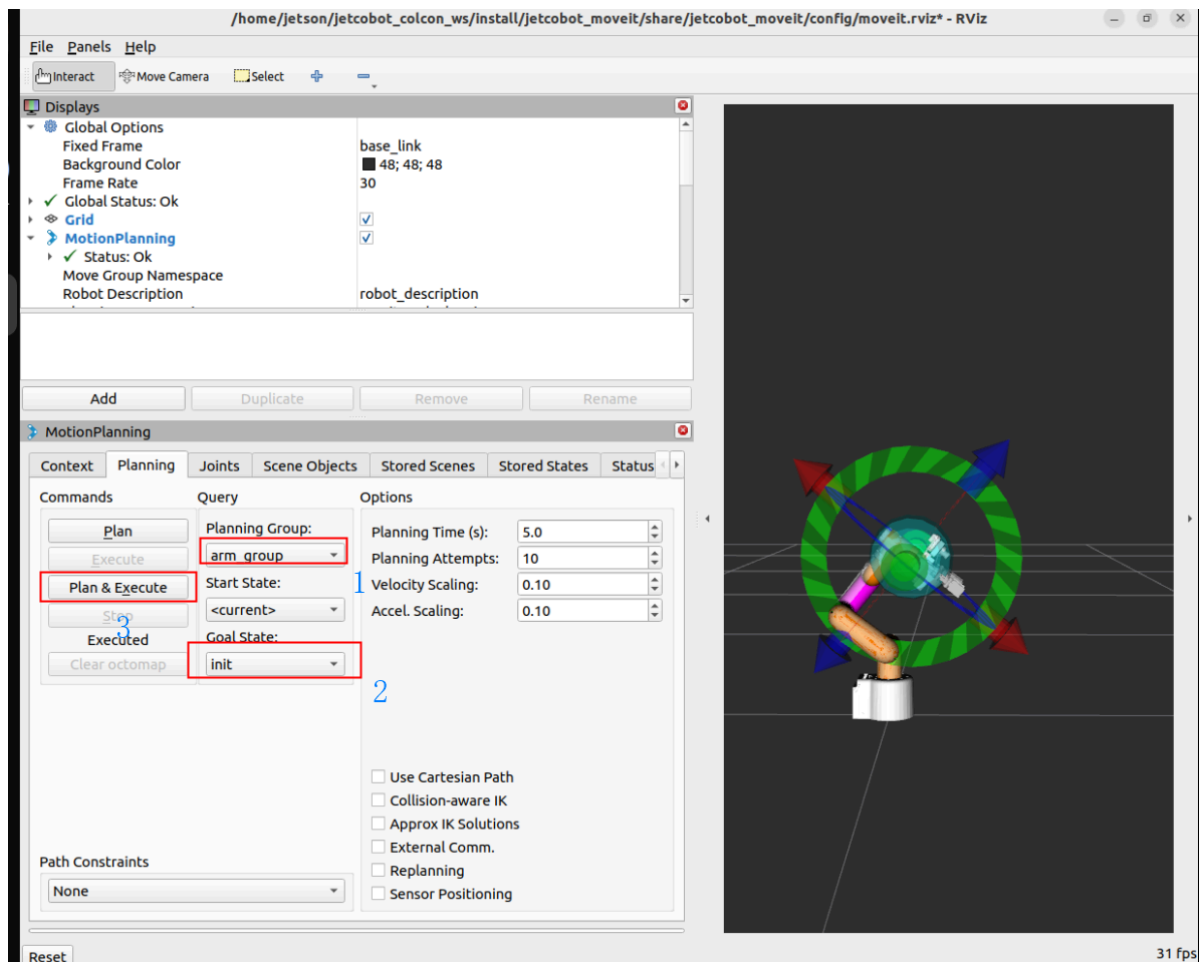 /home/jetson/jetcobot_colcon_ws/install/jetcobot_moveit/share/jetcobot_moveit/config/moveit.rviz* - RViz
File Panels Help
Interact Move Camera Select
Displays
Global Options
Fixed Frame base_link
Background Color 48; 48; 48
Frame Rate 30
Global Status: Ok
Grid
MotionPlanning
Status: Ok
Move Group Namespace
Robot Description robot_description
Add Duplicate Remove Rename
MotionPlanning
Context Planning Joints Scene Objects Stored Scenes Stored States Status
Commands Query Options
Plan Planning Group: Planning Time (s): 5.0
Execute arm_group Planning Attempts: 10
Plan & Execute Start State: 1 Velocity Scaling: 0.10
Stop <current> Accel. Scaling: 0.10
3
Executed Goal State:
Clear octomap init
2
Use Cartesian Path
Collision-aware IK
Approx IK Solutions
External Comm.
Path Constraints Replanning
None Sensor Positioning
Reset 31 fps